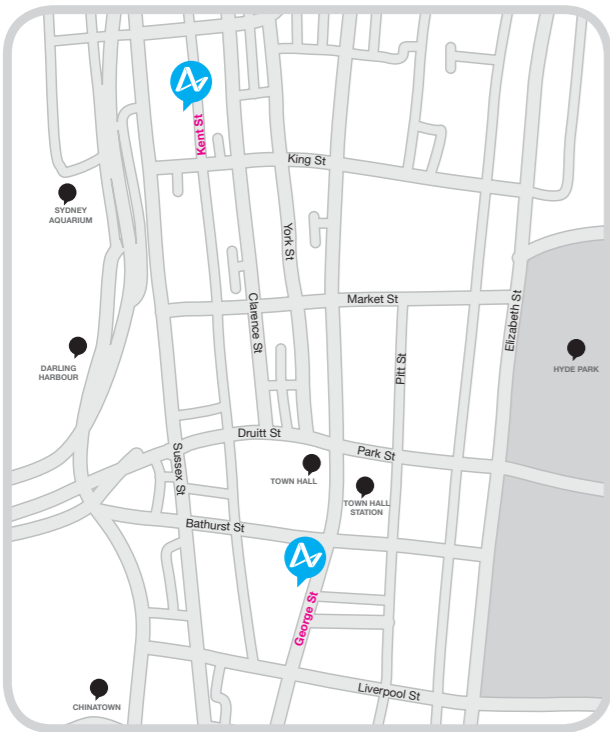 Kent St
King St
SYDNEY
AQUARIUM
York St
Clarence St
Market St
Elizabeth St
Pitt St
DARLING
HARBOUR
HYDE PARK
Druitt St
Park St
Sussex St
TOWN HALL
TOWN HALL
STATION
Bathurst St
George St
Liverpool St
CHINATOWN